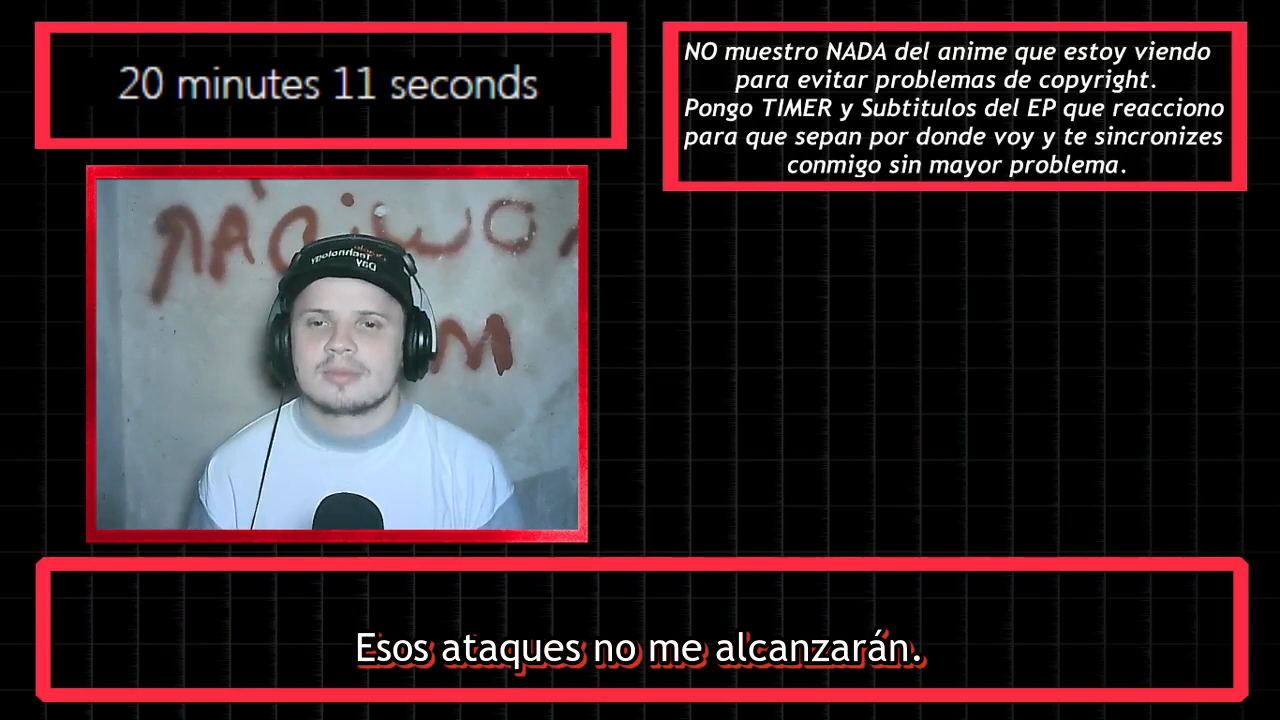 20 minutes 11 seconds
NO muestro NADA del anime que estoy viendo
para evitar problemas de copyright.
Pongo TIMER y Subtitulos del EP que reacciono
para que sepan por donde voy y te sincronizes
conmigo sin mayor problema.
Esos ataques no me alcanzarán.